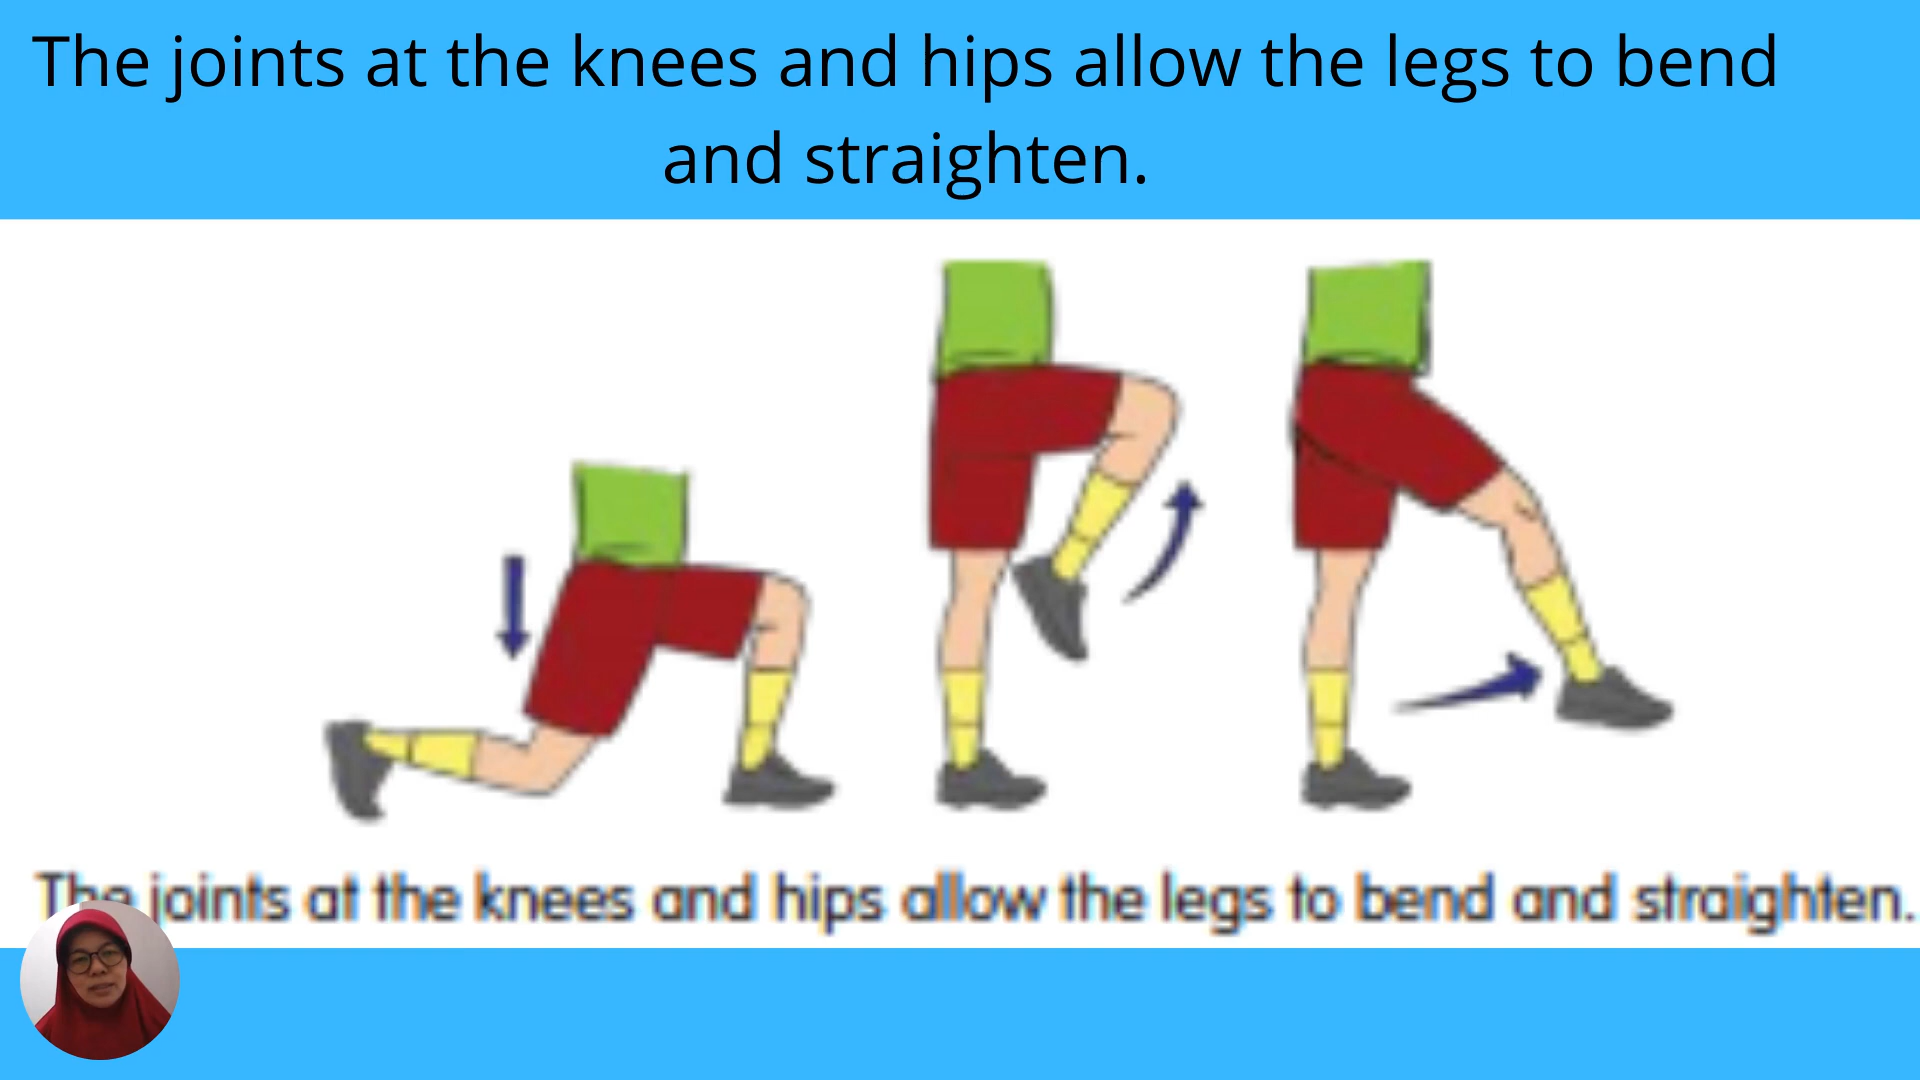 The joints at the knees and hips allow the legs to bend
and straighten.
The joints at the knees and hips allow the legs to bend and straighten.